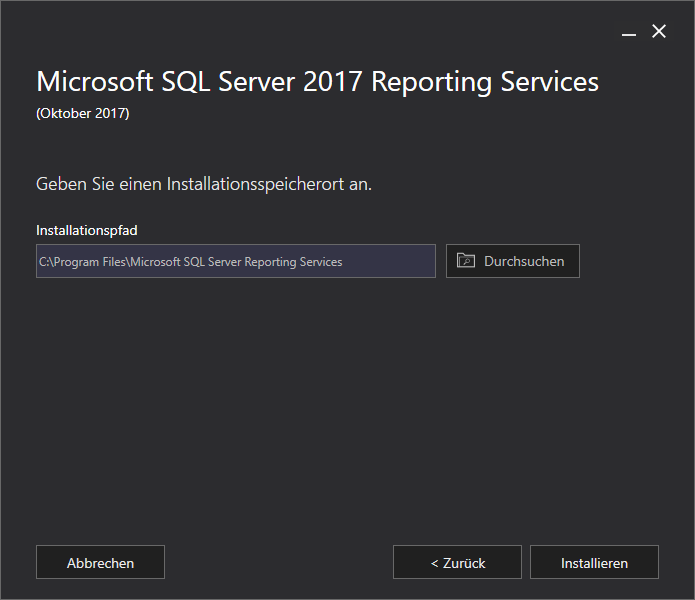 Microsoft SQL Server 2017 Reporting Services
(Oktober 2017)
Geben Sie einen Installationsspeicherort an.
Installationspfad
C:\Program Files\Microsoft SQL Server Reporting Services
Durchsuchen
Abbrechen
< Zurück
Installieren